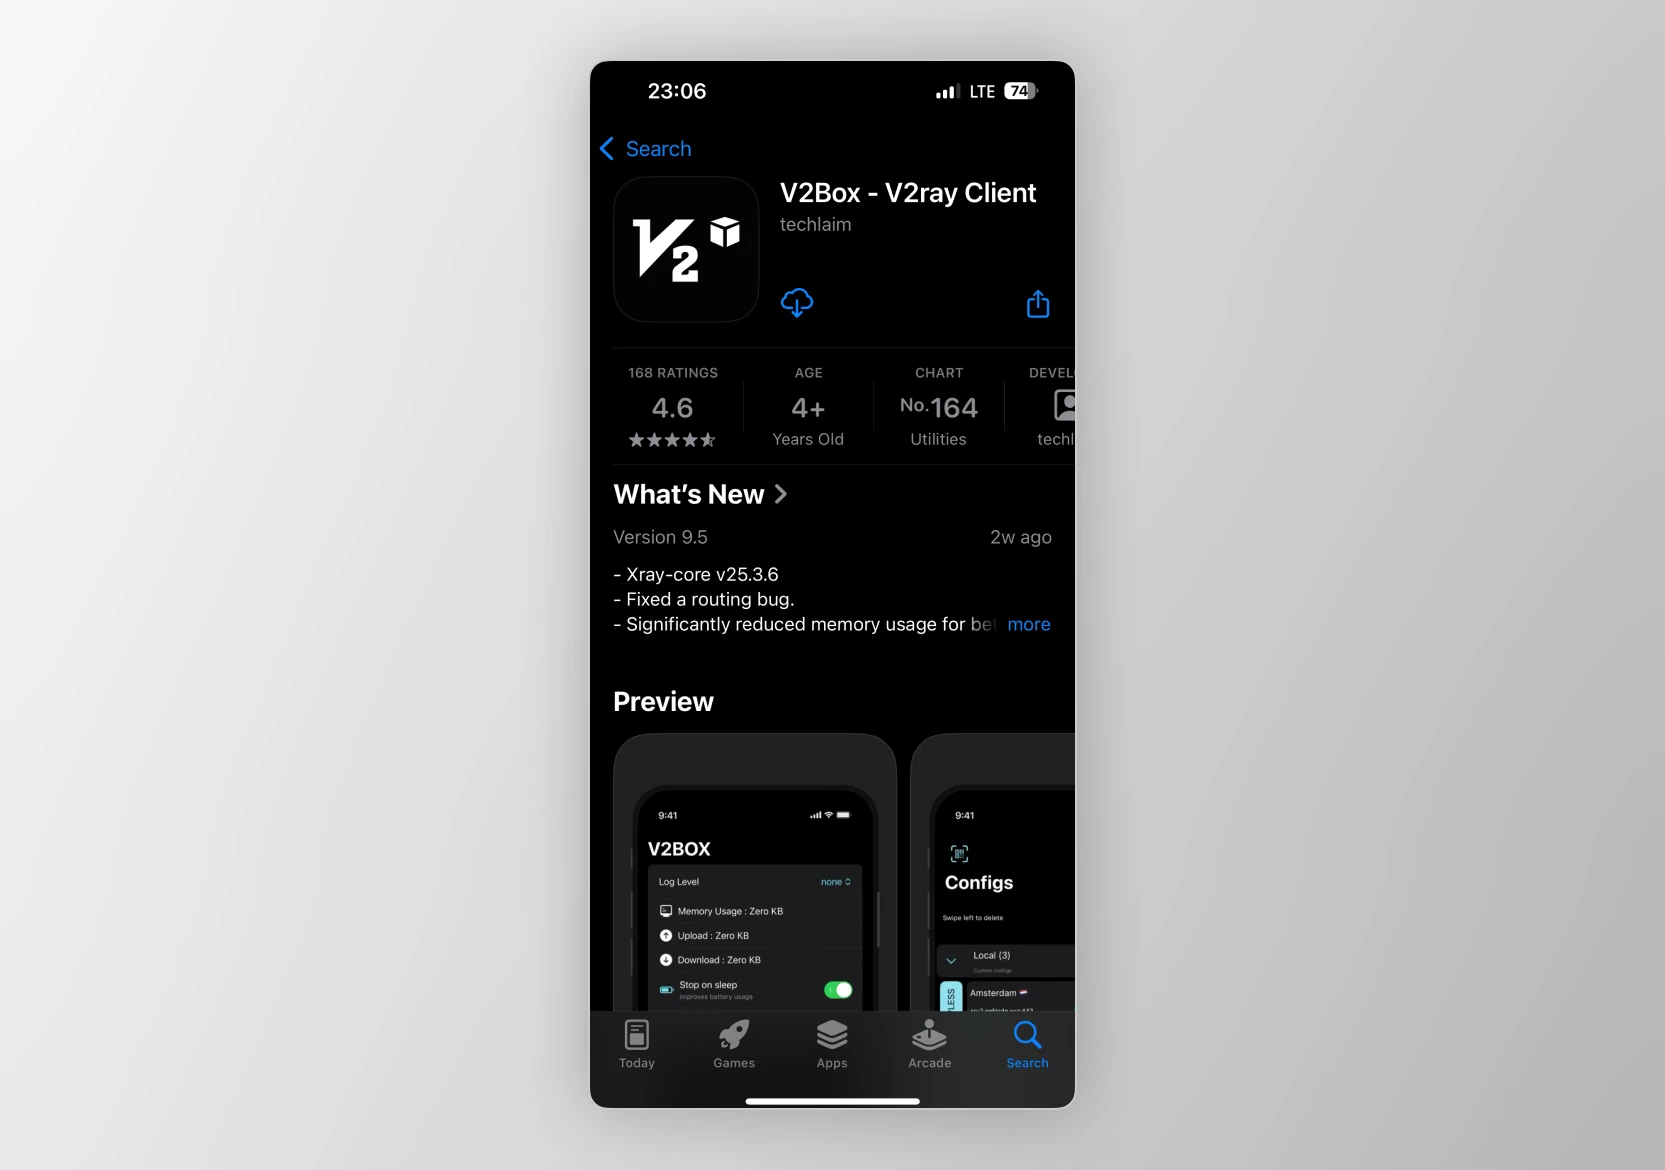 23:06
LTE 74
Search
V2
V2Box - V2ray Client
techlaim
168 RATINGS
4.6
AGE
4+
Years Old
CHART
No.164
Utilities
DEVEL
techl
What's New
Version 9.5
2w ago
- Xray-core v25.3.6
- Fixed a routing bug.
- Significantly reduced memory usage for bet more
Preview
9:41
V2BOX
Log Level none
Memory Usage : Zero KB
Upload : Zero KB
Download : Zero KB
Stop on sleep
improves battery usage
9:41
Configs
Swipe left to delete
Local (3)
Custom configs
LESS
Amsterdam
Today
Games
Apps
Arcade
Search